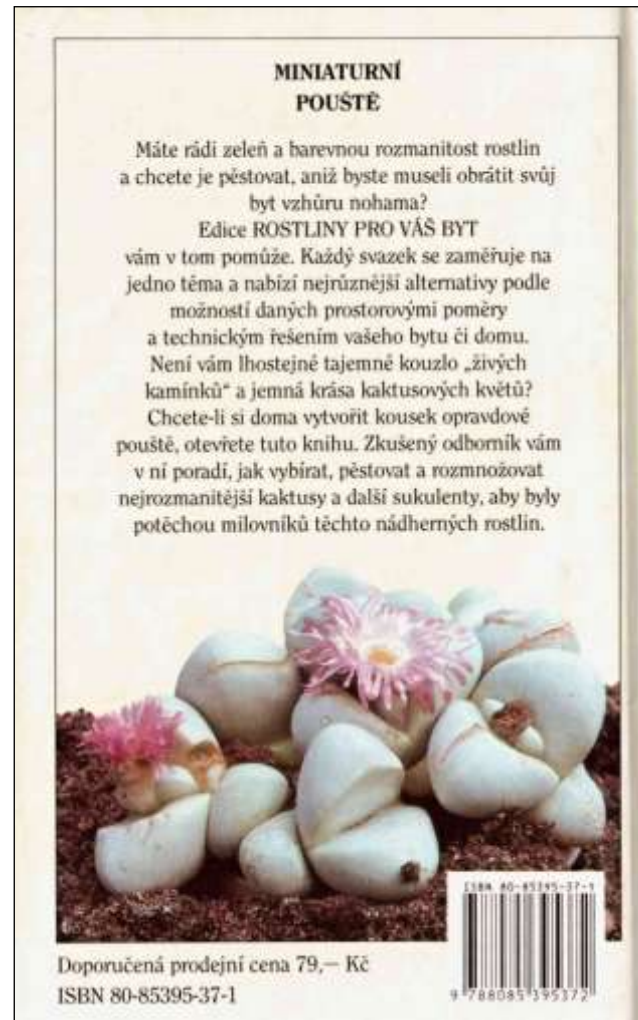 MINIATURNÍ
POUŠTĚ
Máte rádi zeleň a barevnou rozmanitost rostlin
a chcete je pěstovat, aniž byste museli obrátit svůj
byt vzhůru nohama?
Edice ROSTLINY PRO VÁŠ BYT
vám v tom pomůže. Každý svazek se zaměřuje na
jedno téma a nabízí nejrůznější alternativy podle
možností daných prostorovými poměry
a technickým řešením vašeho bytu či domu.
Není vám lhostejné tajemné kouzlo „živých
kamínků“ a jemná krása kaktusových květů?
Chcete-li si doma vytvořit kousek opravdové
pouště, otevřete tuto knihu. Zkušený odborník vám
v ní poradí, jak vybírat, pěstovat a rozmnožovat
nejrozmanitější kaktusy a další sukulenty, aby byly
potěchou milovníků těchto nádherných rostlin.
ISBN 80-85395-37-1
9 788085 395372
Doporučená prodejní cena 79,— Kč
ISBN 80-85395-37-1